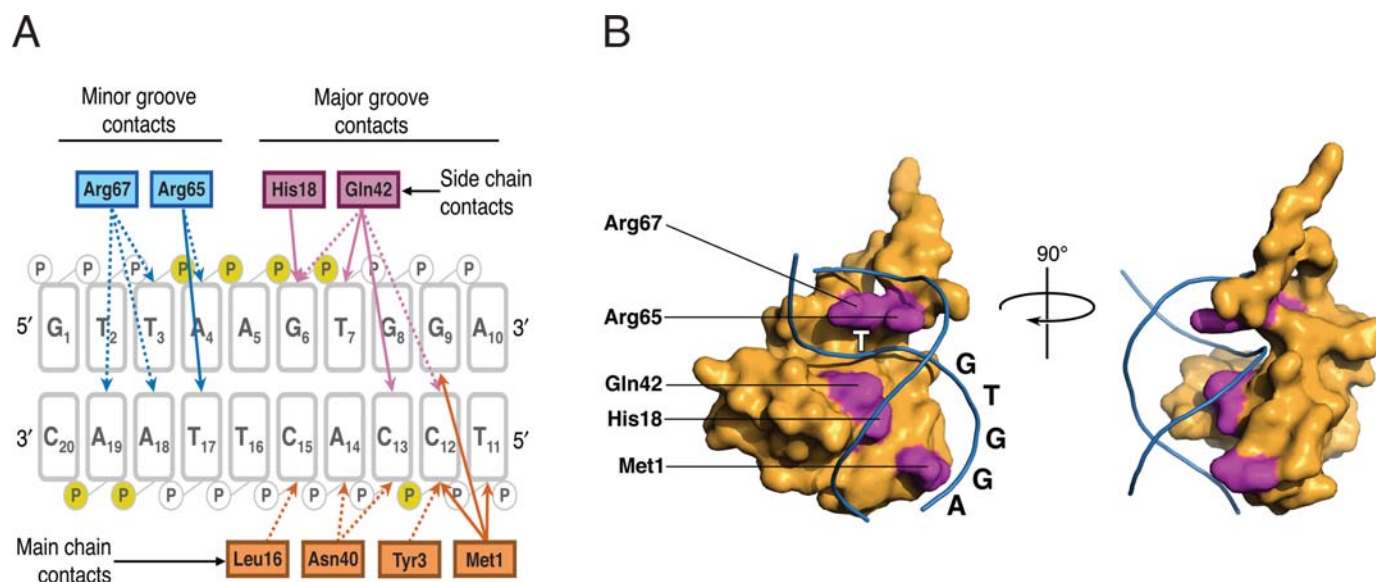 A
B
Minor groove
contacts
Major groove
contacts
Arg67
Arg65
His18
Gln42
Side chain
contacts
P P P P P P P P P
5′ G1 T2 T3 A4 A5 G6 T7 G8 G9 A10 3′
3′ C20 A19 A18 T17 T16 C15 A14 C13 C12 T11 5′
P P P P P P P P P P
Main chain
contacts
Leu16
Asn40
Tyr3
Met1
Arg67
Arg65
Gln42
His18
Met1
T
G
T
G
G
A
90°